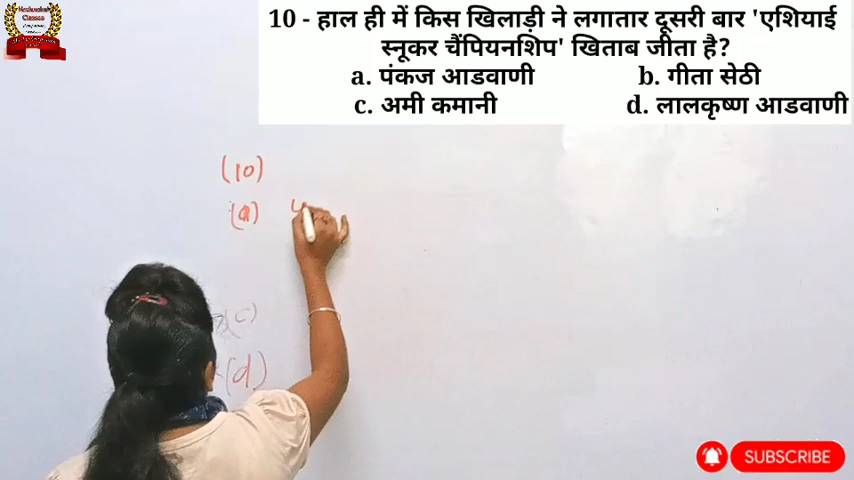 10 - हाल ही में किस खिलाड़ी ने लगातार दूसरी बार 'एशियाई
स्नूकर चैंपियनशिप' खिताब जीता है?
a. पंकज आडवाणी b. गीता सेठी
c. अमी कमानी d. लालकृष्ण आडवाणी
(10)
(a)
(c)
(d)
SUBSCRIBE